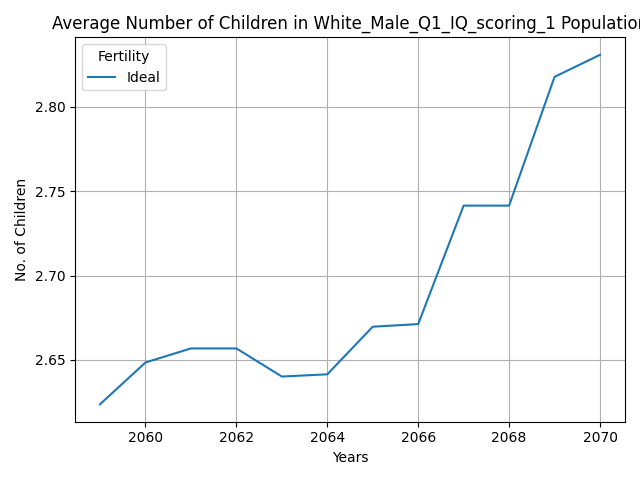 Average Number of Children in White_Male_Q1_IQ_scoring_1 Population
Fertility
Ideal
No. of Children
2.80
2.75
2.70
2.65
2060 2062 2064 2066 2068 2070
Years